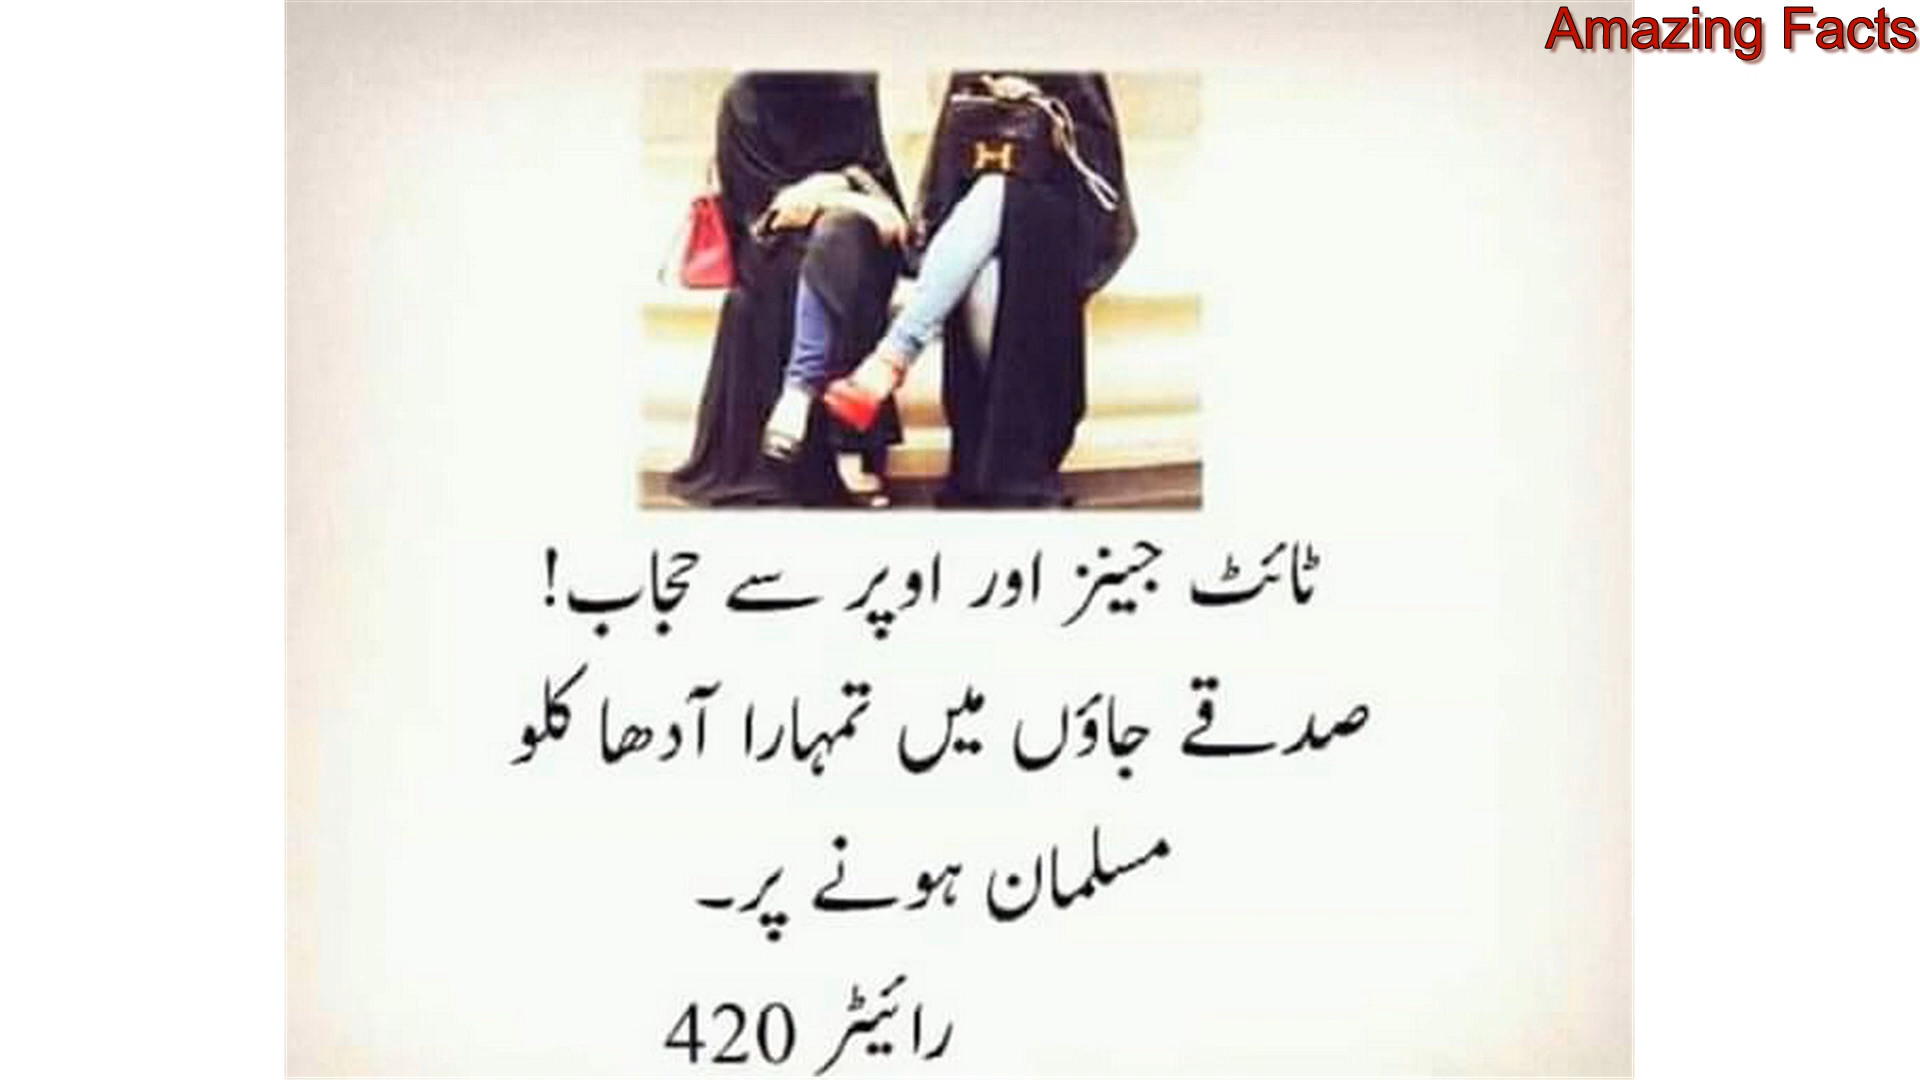 Amazing Facts
ٹائٹ جینز اور اوپر سے حجاب!
صدقے جاؤں میں تمہارا آدھا کلو
مسلمان ہونے پر۔
رائیٹر 420